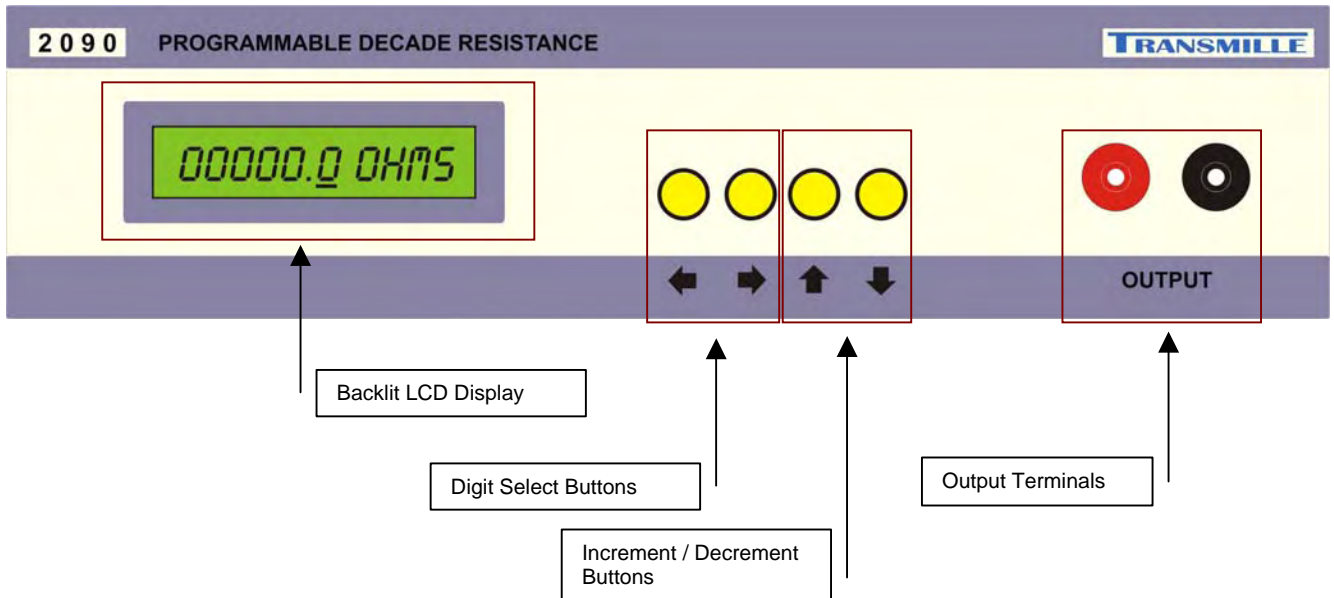 2090 PROGRAMMABLE DECADE RESISTANCE
TRANSMILLE
00000.0 OHMS
OUTPUT
Backlit LCD Display
Digit Select Buttons
Output Terminals
Increment / Decrement
Buttons